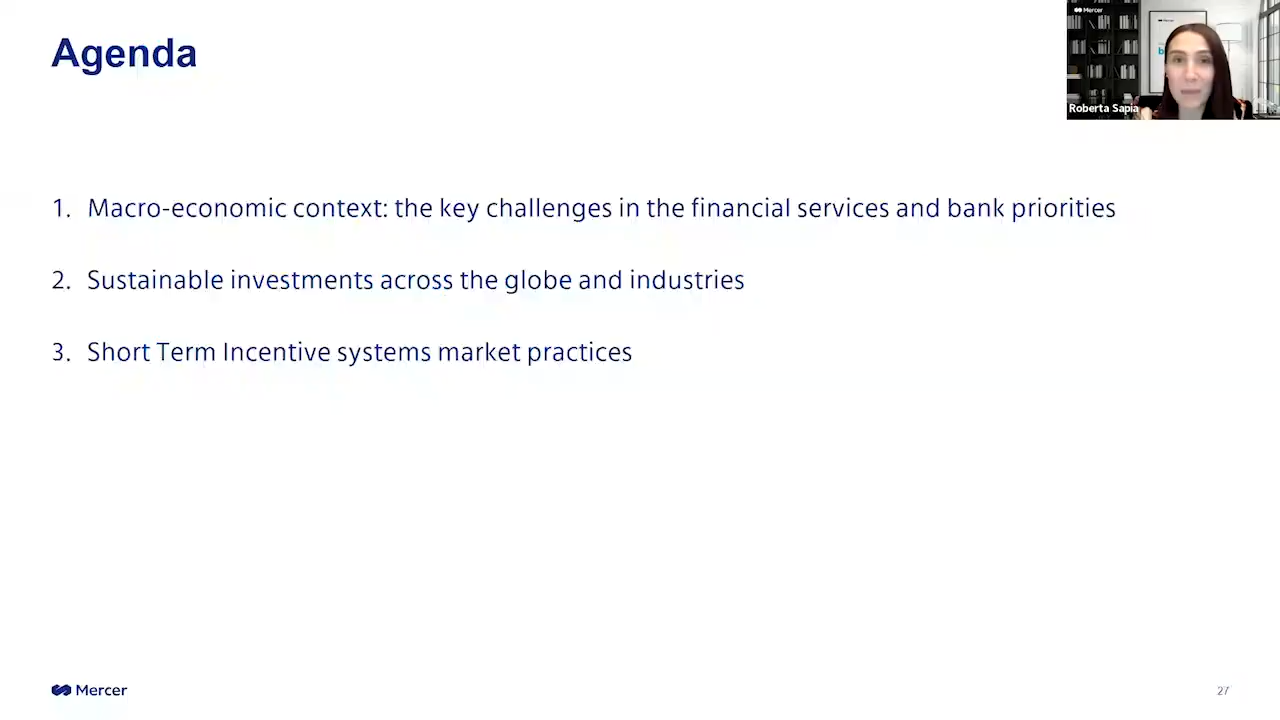 Agenda
Mercer
Roberta Sapia
1. Macro-economic context: the key challenges in the financial services and bank priorities
2. Sustainable investments across the globe and industries
3. Short Term Incentive systems market practices
Mercer
27